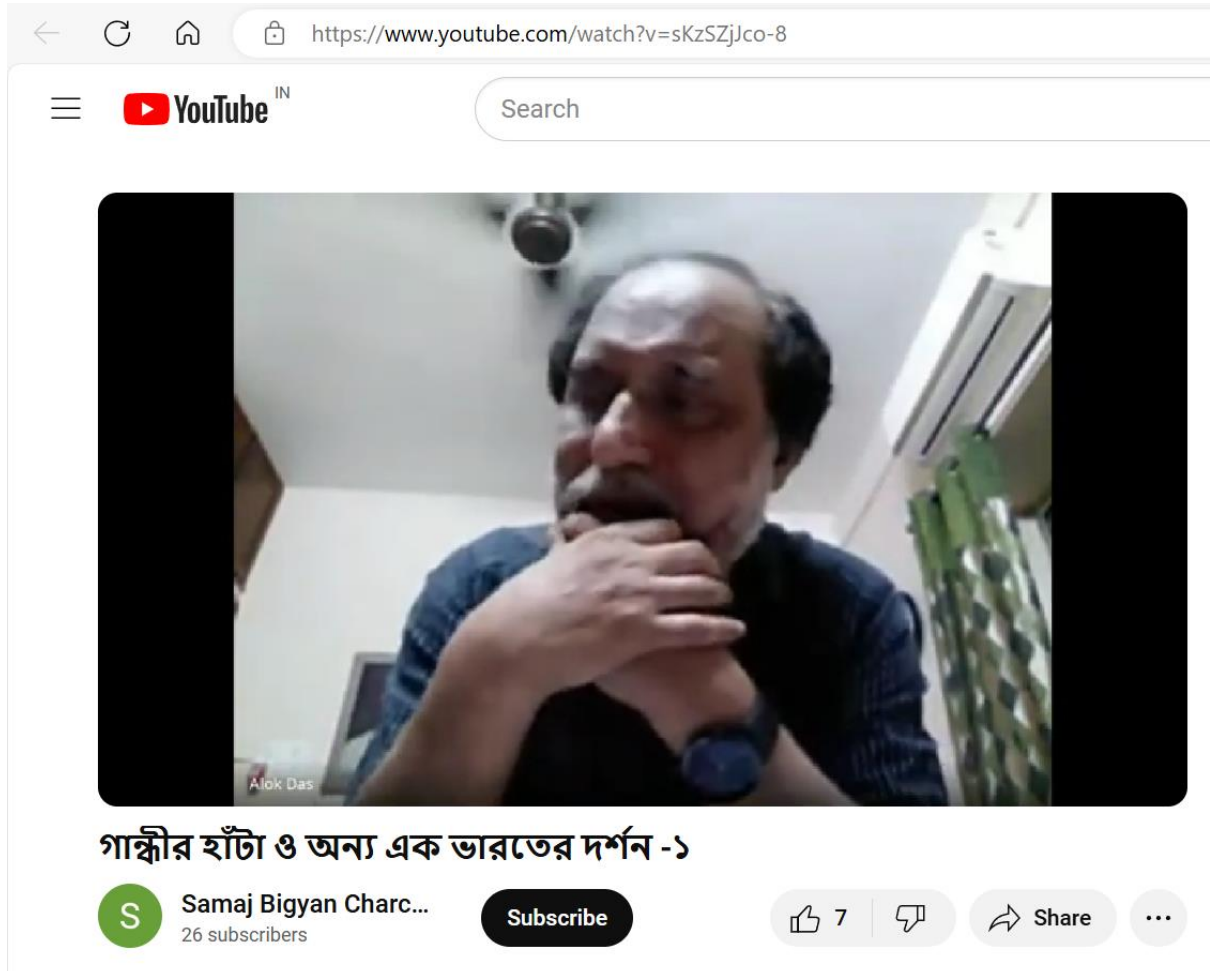 https://www.youtube.com/watch?v=sKzSZjJco-8
YouTube IN
Search
Alok Das
গান্ধীর হাঁটা ও অন্য এক ভারতের দর্শন -১
S
Samaj Bigyan Charc...
26 subscribers
Subscribe
7
Share